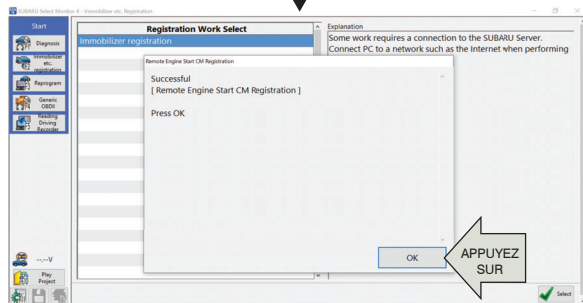 SUBARU Select Monitor 4 - Immobilizer etc. Registration
Start
Diagnosis
Immobilizer
etc.
registration
Reprogram
Generic
OBDII
Reading
Driving
Recorder
--.--V
Play
Project
Registration Work Select
Immobilizer registration
Explanation
Some work requires a connection to the SUBARU Server.
Connect PC to a network such as the Internet when performing
Remote Engine Start CM Registration
Successful
[ Remote Engine Start CM Registration ]
Press OK
OK
APPUYEZ
SUR
Select